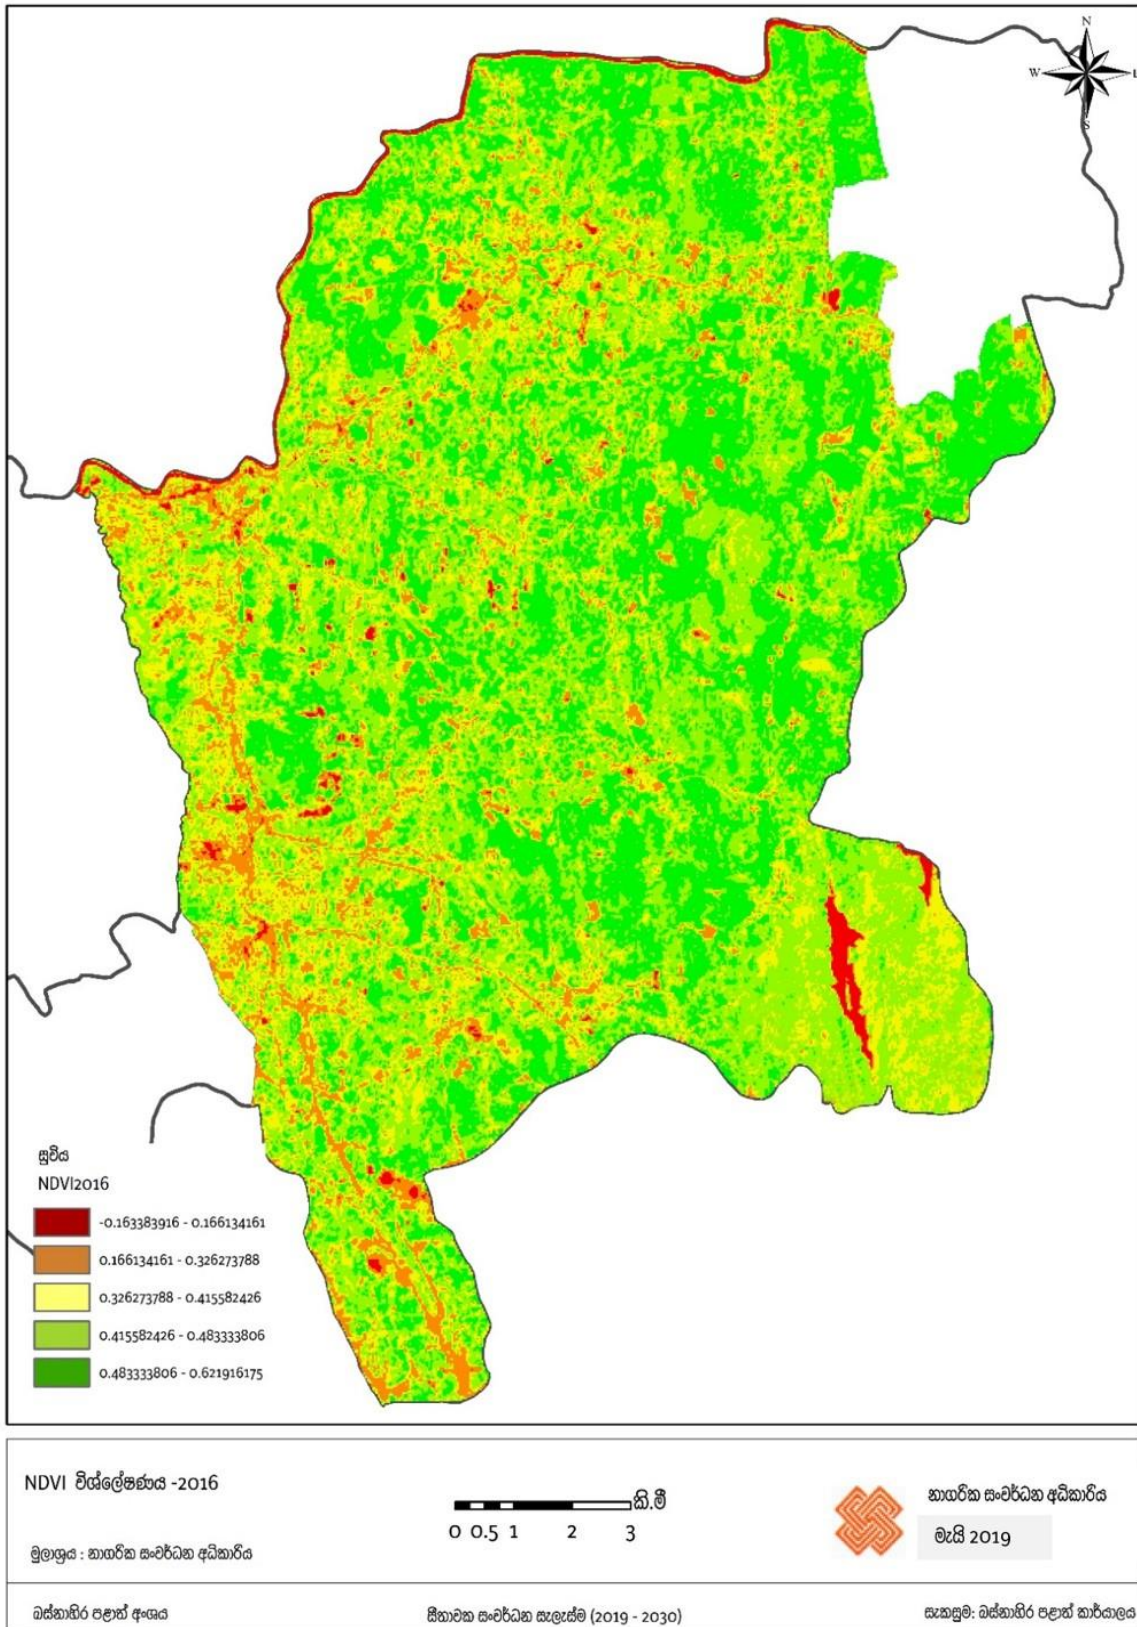 N
W
E
S
සුචිය
NDVI2016
-0.163383916 - 0.166134161
0.166134161 - 0.326273788
0.326273788 - 0.415582426
0.415582426 - 0.483333806
0.483333806 - 0.621916175
NDVI විශ්ලේෂණය -2016
මුලාශ්‍රය : නාගරික සංවර්ධන අධිකාරිය
කි.මී
0 0.5 1 2 3
නාගරික සංවර්ධන අධිකාරිය
මැයි 2019
බස්නාහිර පළාත් අංශය
සීතාවක සංවර්ධන සැලැස්ම (2019 - 2030)
සැකසුම: බස්නාහිර පළාත් කාර්යාලය